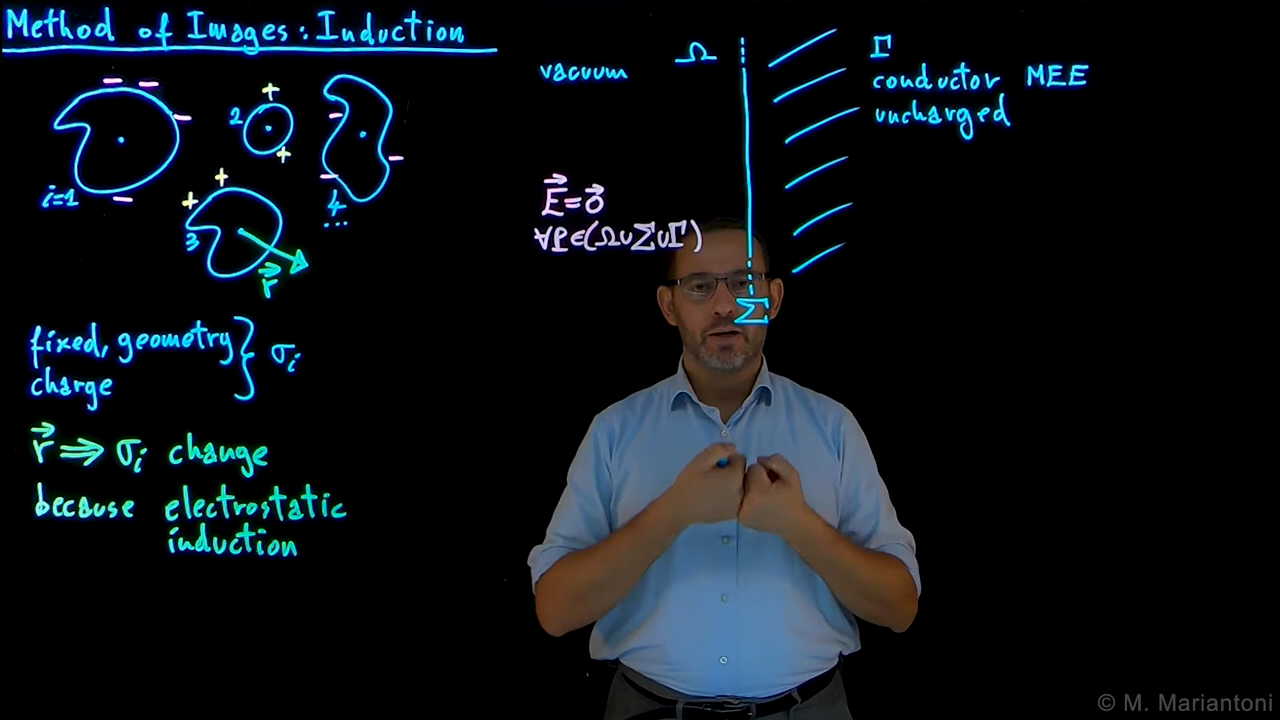 Method of Images: Induction
i=1
2
3
4
...
r⃗
fixed, geometry
charge
σᵢ
r⃗ ⇒ σᵢ change
because electrostatic
induction
vacuum
Ω
Γ
conductor MEE
uncharged
E⃗=0⃗
∀P∈(Ω∪Σ∪Γ)
Σ
© M. Mariantoni